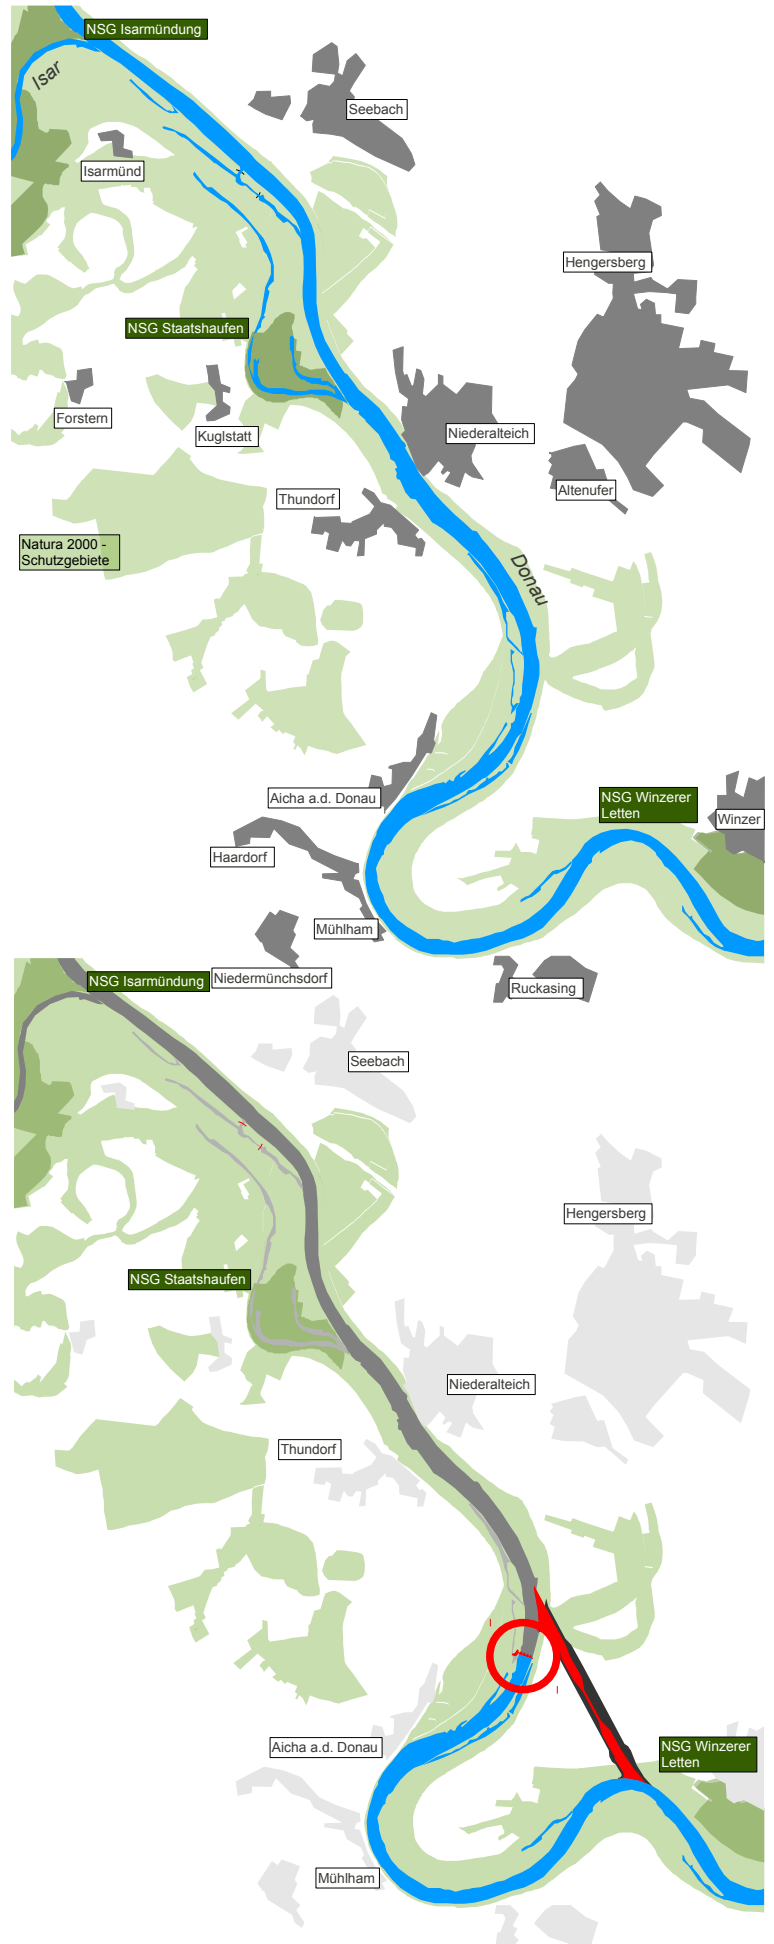 NSG Isarmündung
Isar
Seebach
Isarmünd
Hengersberg
NSG Staatshaufen
Forstern
Kuglstatt
Niederalteich
Altenufer
Thundorf
Natura 2000 -
Schutzgebiete
Donau
Aicha a.d. Donau
NSG Winzerer
Letten
Winzer
Haardorf
Mühlham
Niedermünchsdorf
Ruckasing
NSG Isarmündung
Seebach
Hengersberg
NSG Staatshaufen
Niederalteich
Thundorf
Aicha a.d. Donau
NSG Winzerer
Letten
Mühlham